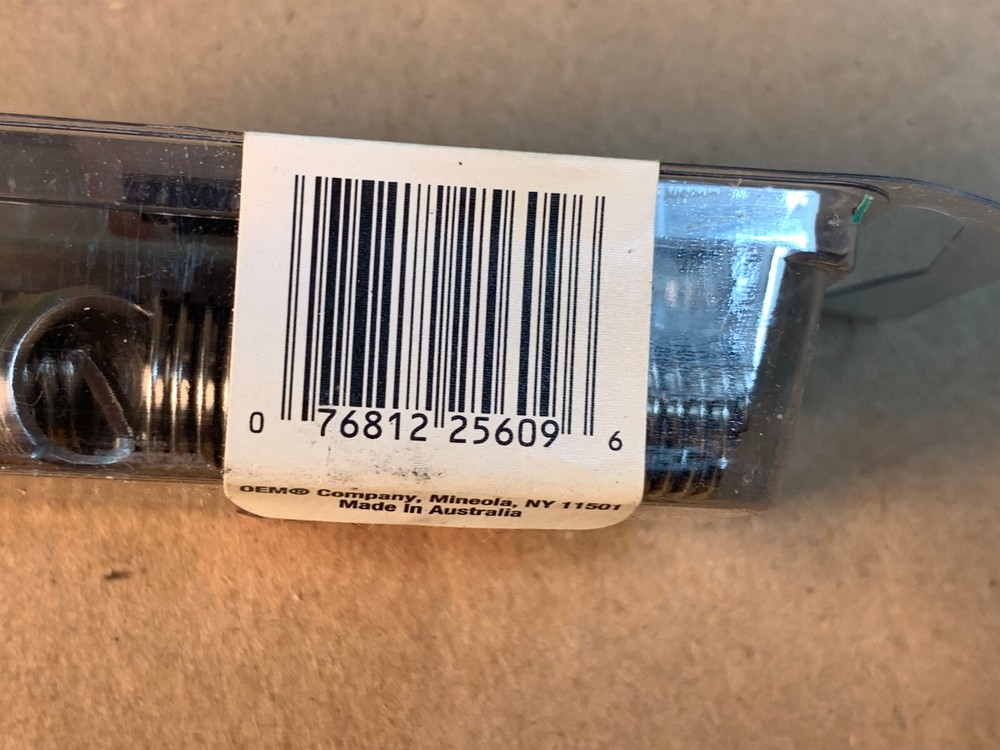 0 76812 25609 6
OEM® Company, Mineola, NY 11501
Made In Australia